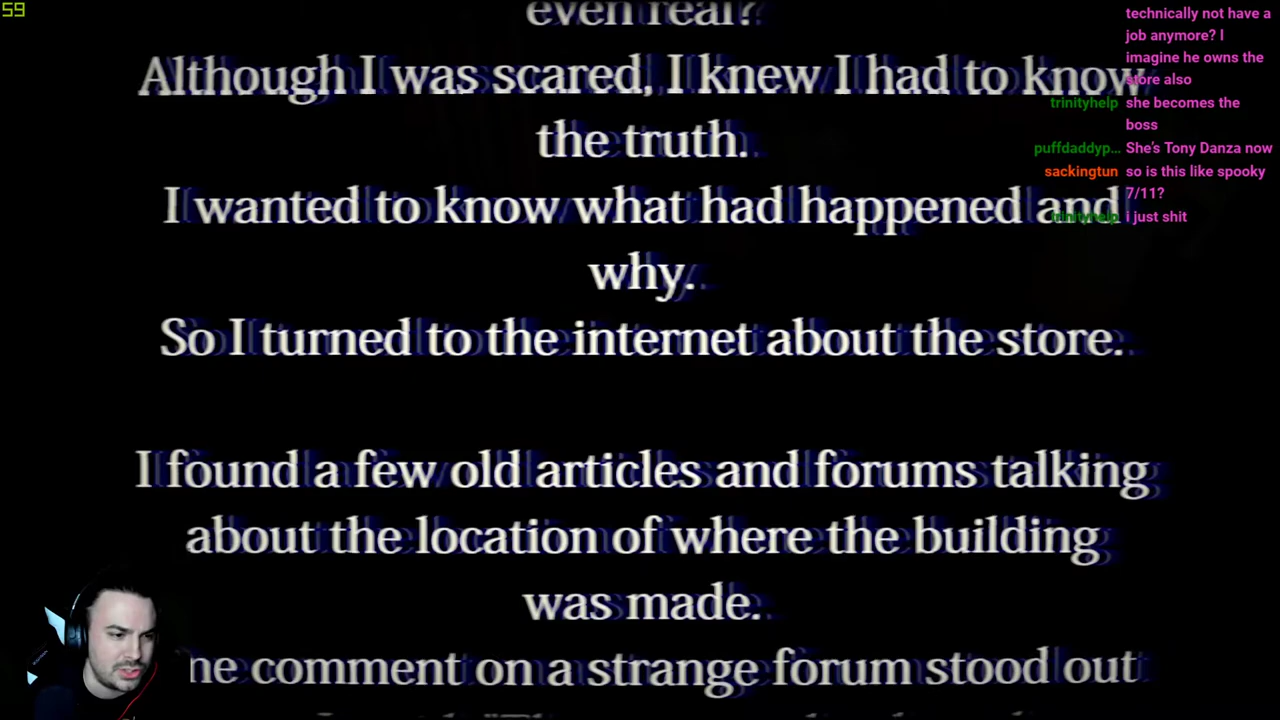 59
even real?
Although I was scared, I knew I had to know
the truth.
I wanted to know what had happened and
why.
So I turned to the internet about the store.
I found a few old articles and forums talking
about the location of where the building
was made.
ne comment on a strange forum stood out
technically not have a
job anymore? I
imagine he owns the
store also
trinityhelp she becomes the
boss
puffdaddyp... She's Tony Danza now
sackingtun so is this like spooky
7/11?
trinityhelp i just shit